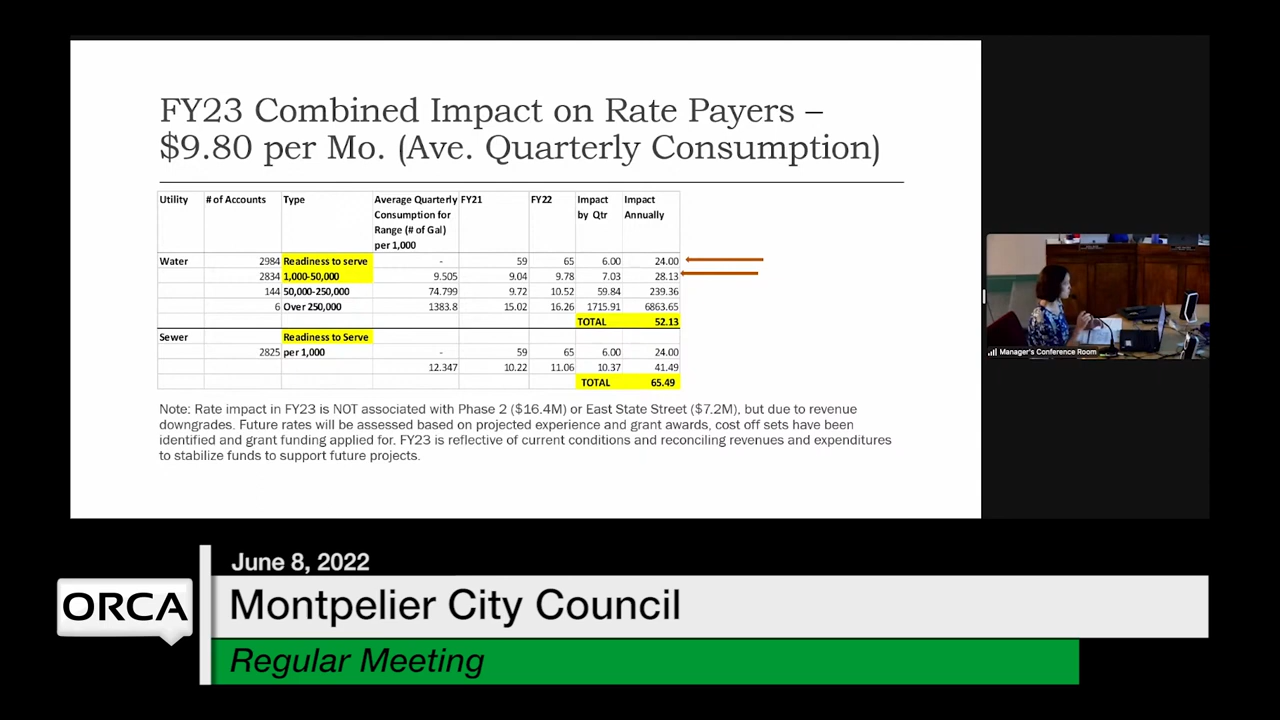 FY23 Combined Impact on Rate Payers –
$9.80 per Mo. (Ave. Quarterly Consumption)
Utility # of Accounts Type Average Quarterly FY21 FY22 Impact Impact
Consumption for by Qtr Annually
Range (# of Gal)
per 1,000
Water 2984 Readiness to serve - 59 65 6.00 24.00
2834 1,000-50,000 9.505 9.04 9.78 7.03 28.13
144 50,000-250,000 74.799 9.72 10.52 59.84 239.36
6 Over 250,000 1383.8 15.02 16.26 1715.91 6863.65
TOTAL 52.13
Sewer Readiness to Serve
2825 per 1,000 - 59 65 6.00 24.00
12.347 10.22 11.06 10.37 41.49
TOTAL 65.49
Note: Rate impact in FY23 is NOT associated with Phase 2 ($16.4M) or East State Street ($7.2M), but due to revenue
downgrades. Future rates will be assessed based on projected experience and grant awards, cost off sets have been
identified and grant funding applied for. FY23 is reflective of current conditions and reconciling revenues and expenditures
to stabilize funds to support future projects.
Manager's Conference Room
June 8, 2022
ORCA
Montpelier City Council
Regular Meeting